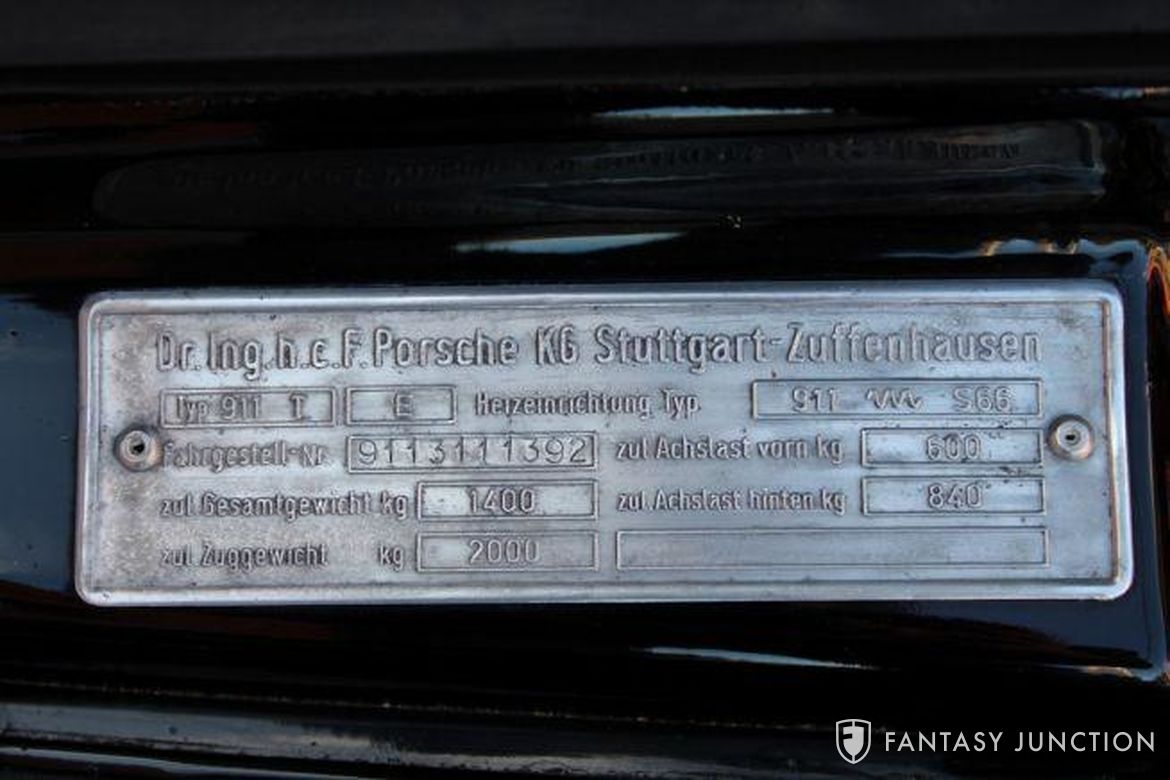 Dr. Ing. h.c. F. Porsche KG Stuttgart-Zuffenhausen
Typ 911 T E Heizeinrichtung Typ 911 S66
Fahrgestell-Nr. 9113111392 zul. Achslast vorn kg 600
zul. Gesamtgewicht kg 1400 zul. Achslast hinten kg 840
zul. Zuggewicht kg 2000
FANTASY JUNCTION